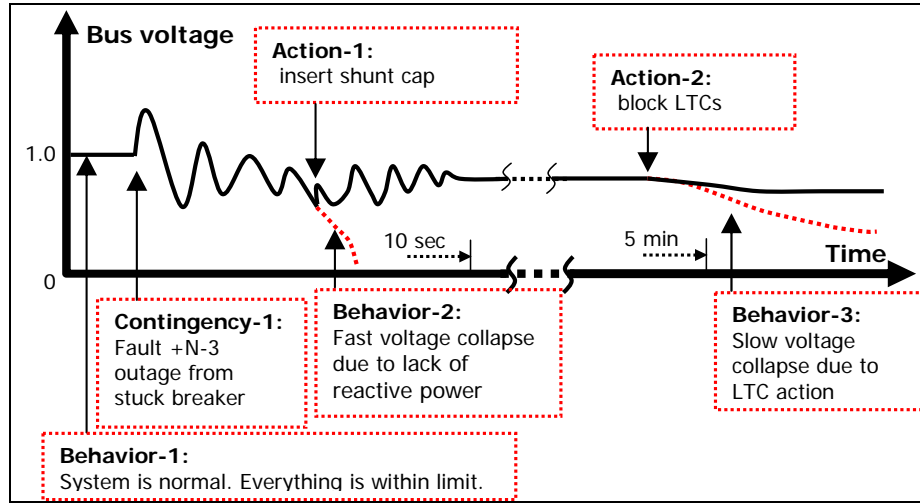 Bus voltage
Action-1:
insert shunt cap
Action-2:
block LTCs
1.0
10 sec
5 min
Time
0
Contingency-1:
Fault +N-3
outage from
stuck breaker
Behavior-2:
Fast voltage collapse
due to lack of
reactive power
Behavior-3:
Slow voltage
collapse due to
LTC action
Behavior-1:
System is normal. Everything is within limit.